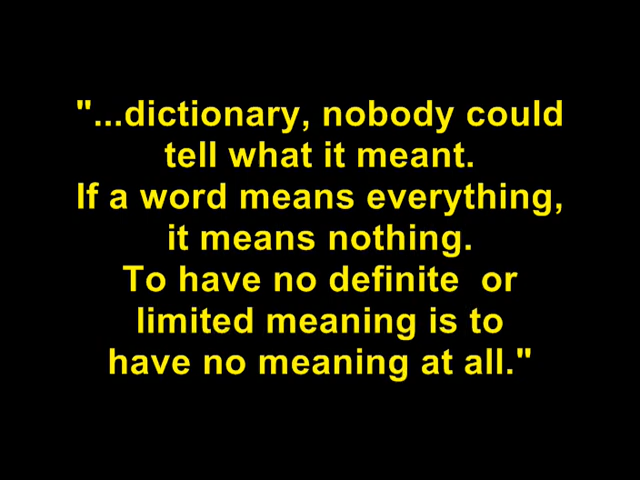 "...dictionary, nobody could
tell what it meant.
If a word means everything,
it means nothing.
To have no definite  or
limited meaning is to
have no meaning at all."